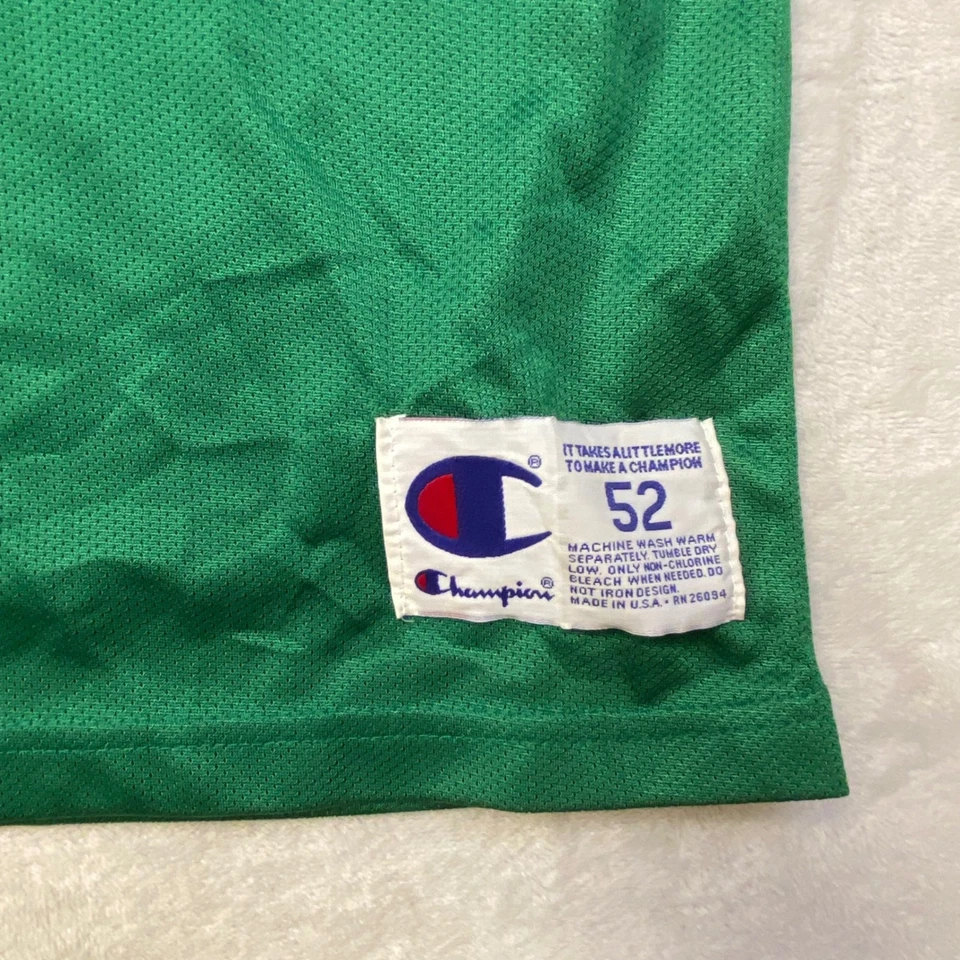 ®
Champion®
IT TAKES A LITTLE MORE
TO MAKE A CHAMPION
52
MACHINE WASH WARM
SEPARATELY. TUMBLE DRY
LOW. ONLY NON-CHLORINE
BLEACH WHEN NEEDED. DO
NOT IRON DESIGN.
MADE IN U.S.A. • RN 26094